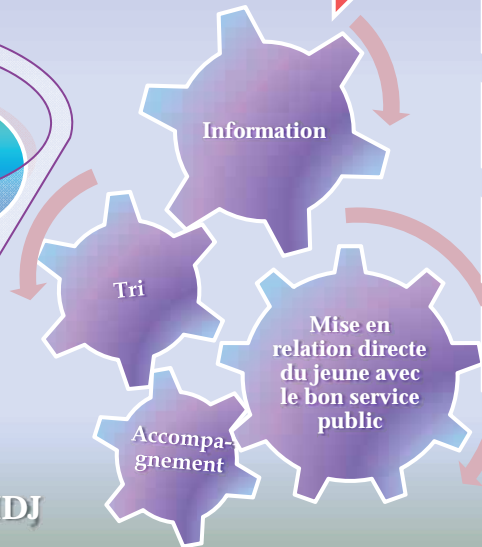 Information
Tri
Mise en
relation directe
du jeune avec
le bon service
public
Accompa-
gnement
DJ